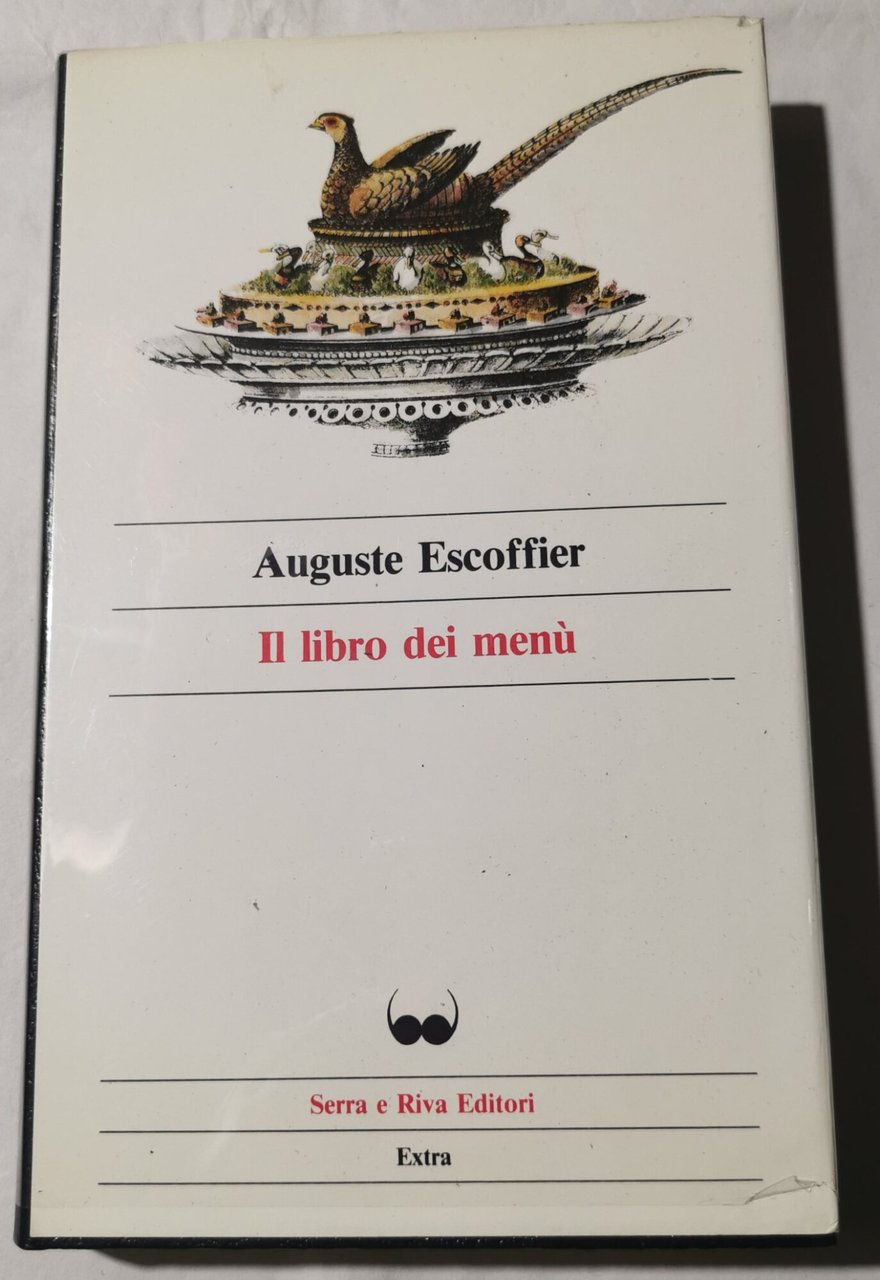 Auguste Escoffier
Il libro dei menù
Serra e Riva Editori
Extra